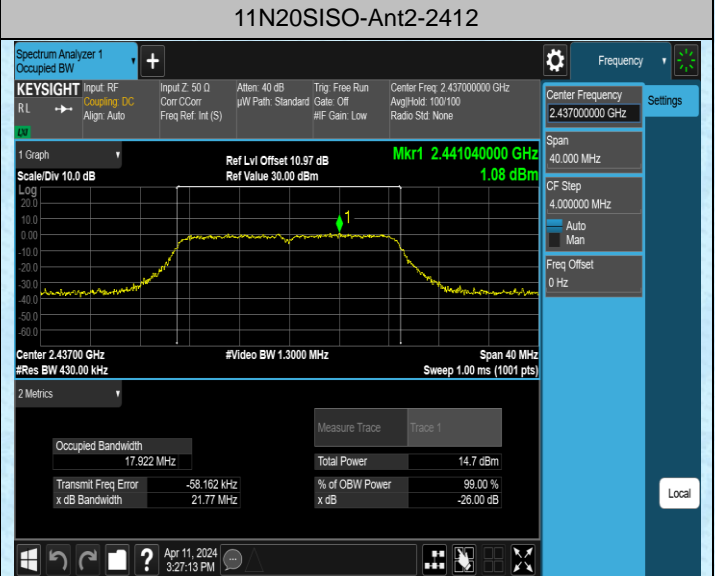 11N20SISO-Ant2-2412
Spectrum Analyzer 1
Occupied BW
Frequency
KEYSIGHT
RL
LXI
Input: RF
Coupling: DC
Align: Auto
Input Z: 50 Ω
Corr CCorr
Freq Ref: Int (S)
Atten: 40 dB
µW Path: Standard
Trig: Free Run
Gate: Off
#IF Gain: Low
Center Freq: 2.437000000 GHz
Avg|Hold: 100/100
Radio Std: None
Center Frequency
2.437000000 GHz
Settings
Span
40.000 MHz
CF Step
4.000000 MHz
Auto
Man
Freq Offset
0 Hz
1 Graph
Scale/Div 10.0 dB
Ref Lvl Offset 10.97 dB
Ref Value 30.00 dBm
Mkr1 2.441040000 GHz
1.08 dBm
Log
20.0
10.0
0.00
-10.0
-20.0
-30.0
-40.0
-50.0
-60.0
1
Center 2.43700 GHz
#Res BW 430.00 kHz
#Video BW 1.3000 MHz
Span 40 MHz
Sweep 1.00 ms (1001 pts)
2 Metrics
Measure Trace Trace 1
Occupied Bandwidth
17.922 MHz
Total Power 14.7 dBm
Transmit Freq Error -58.162 kHz
% of OBW Power 99.00 %
x dB Bandwidth 21.77 MHz
x dB -26.00 dB
Local
Apr 11, 2024
3:27:13 PM